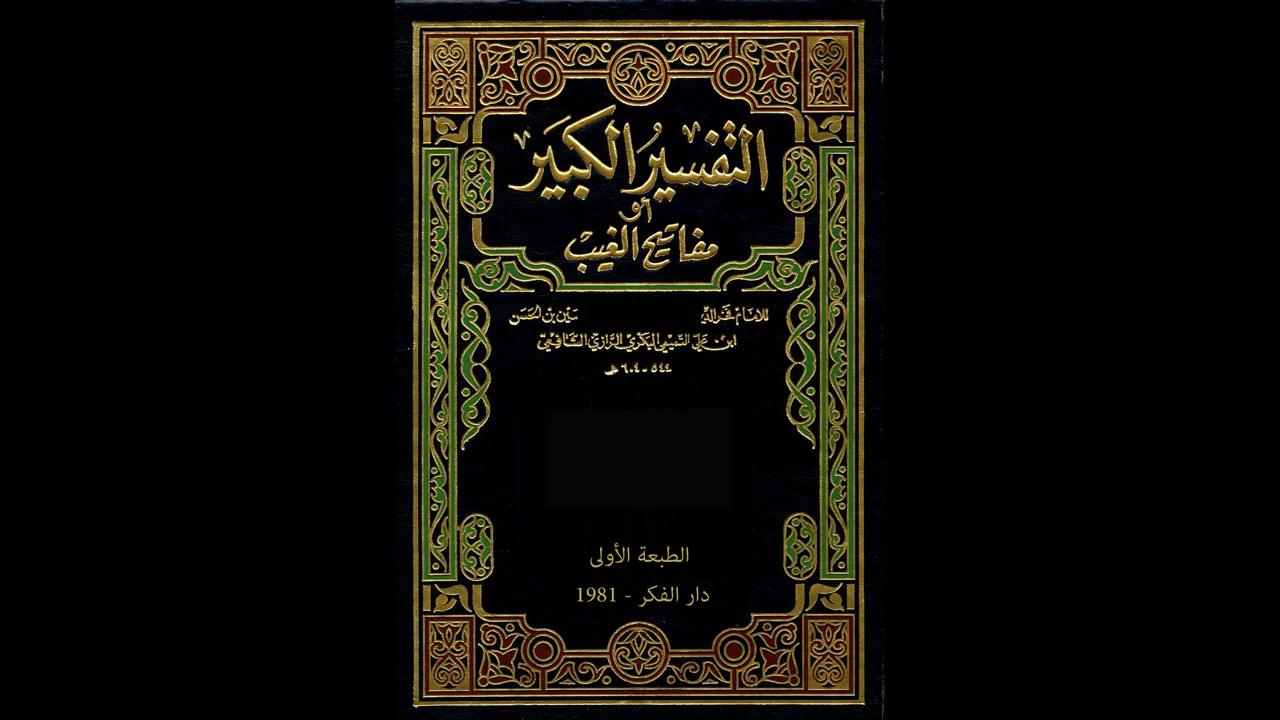 التفسير الكبير
أو
مفاتيح الغيب
للإمام فخر الدين بن الحسن
ابن علي التميمي البكري الرازي الشافعي
٥٤٤ - ٦٠٤ هـ
الطبعة الأولى
دار الفكر - 1981